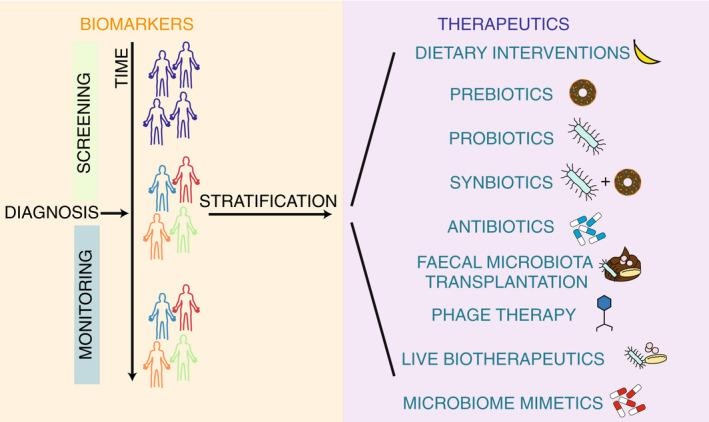 BIOMARKERS
TIME
SCREENING
DIAGNOSIS
MONITORING
STRATIFICATION
THERAPEUTICS
DIETARY INTERVENTIONS
PREBIOTICS
PROBIOTICS
SYNBIOTICS
+
ANTIBIOTICS
FAECAL MICROBIOTA
TRANSPLANTATION
PHAGE THERAPY
LIVE BIOTHERAPEUTICS
MICROBIOME MIMETICS